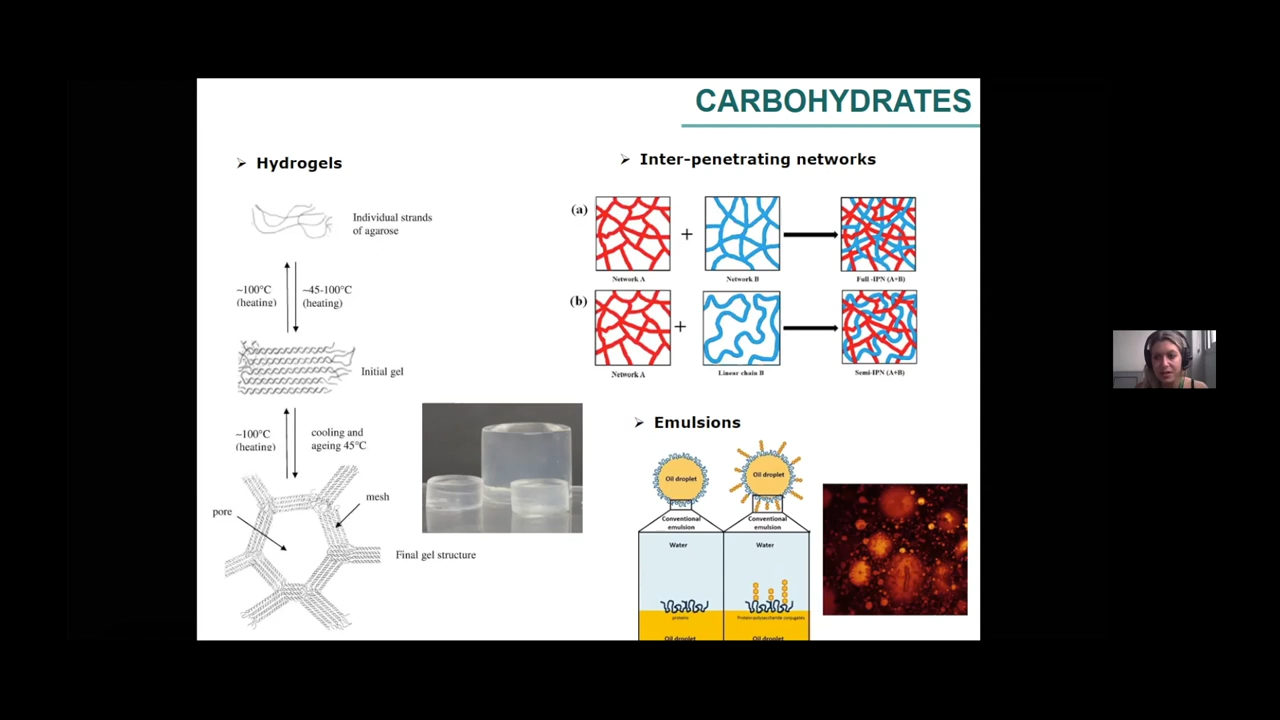 CARBOHYDRATES
➢ Hydrogels
Individual strands
of agarose
~100°C
(heating)
~45-100°C
(heating)
Initial gel
~100°C
(heating)
cooling and
ageing 45°C
mesh
pore
Final gel structure
➢ Inter-penetrating networks
(a)
+
Network A
Network B
Full -IPN (A+B)
(b)
+
Network A
Linear chain B
Semi-IPN (A+B)
➢ Emulsions
Oil droplet
Oil droplet
Conventional
emulsion
Conventional
emulsion
Water
Water
proteins
Protein-polysaccharide conjugates
Oil droplet
Oil droplet